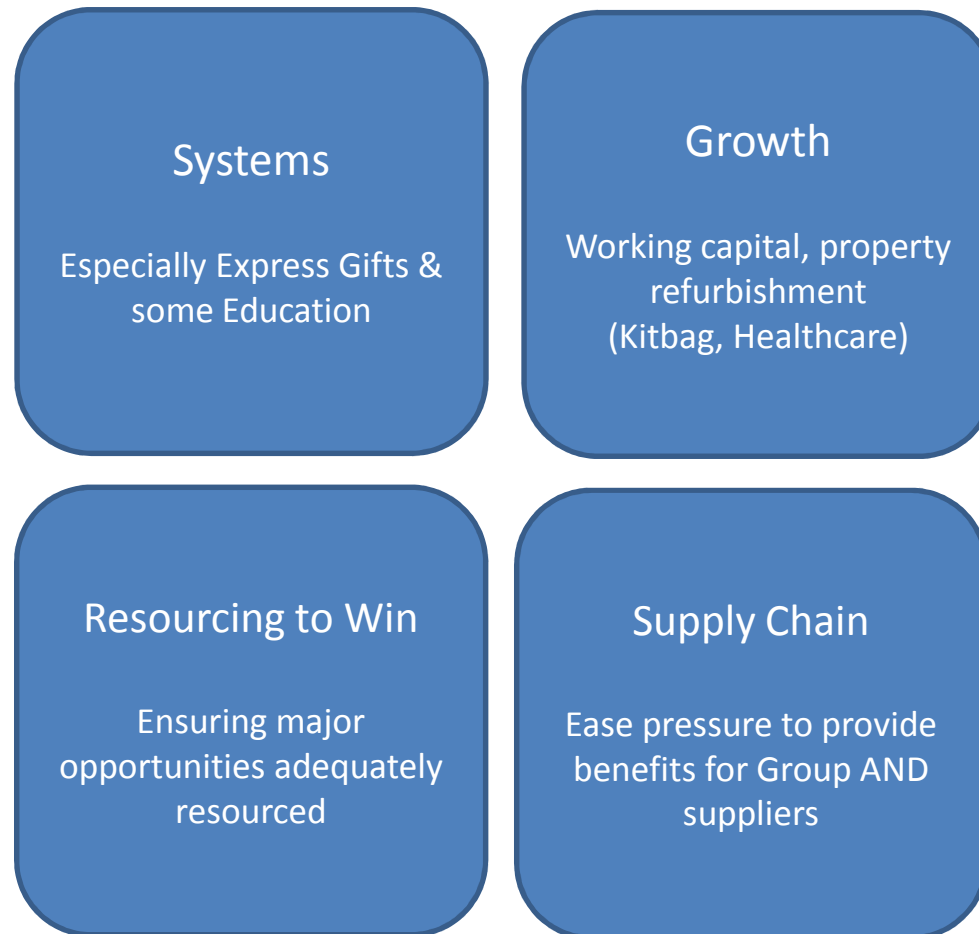 Systems
Especially Express Gifts &
some Education
Growth
Working capital, property
refurbishment
(Kitbag, Healthcare)
Resourcing to Win
Ensuring major
opportunities adequately
resourced
Supply Chain
Ease pressure to provide
benefits for Group AND
suppliers